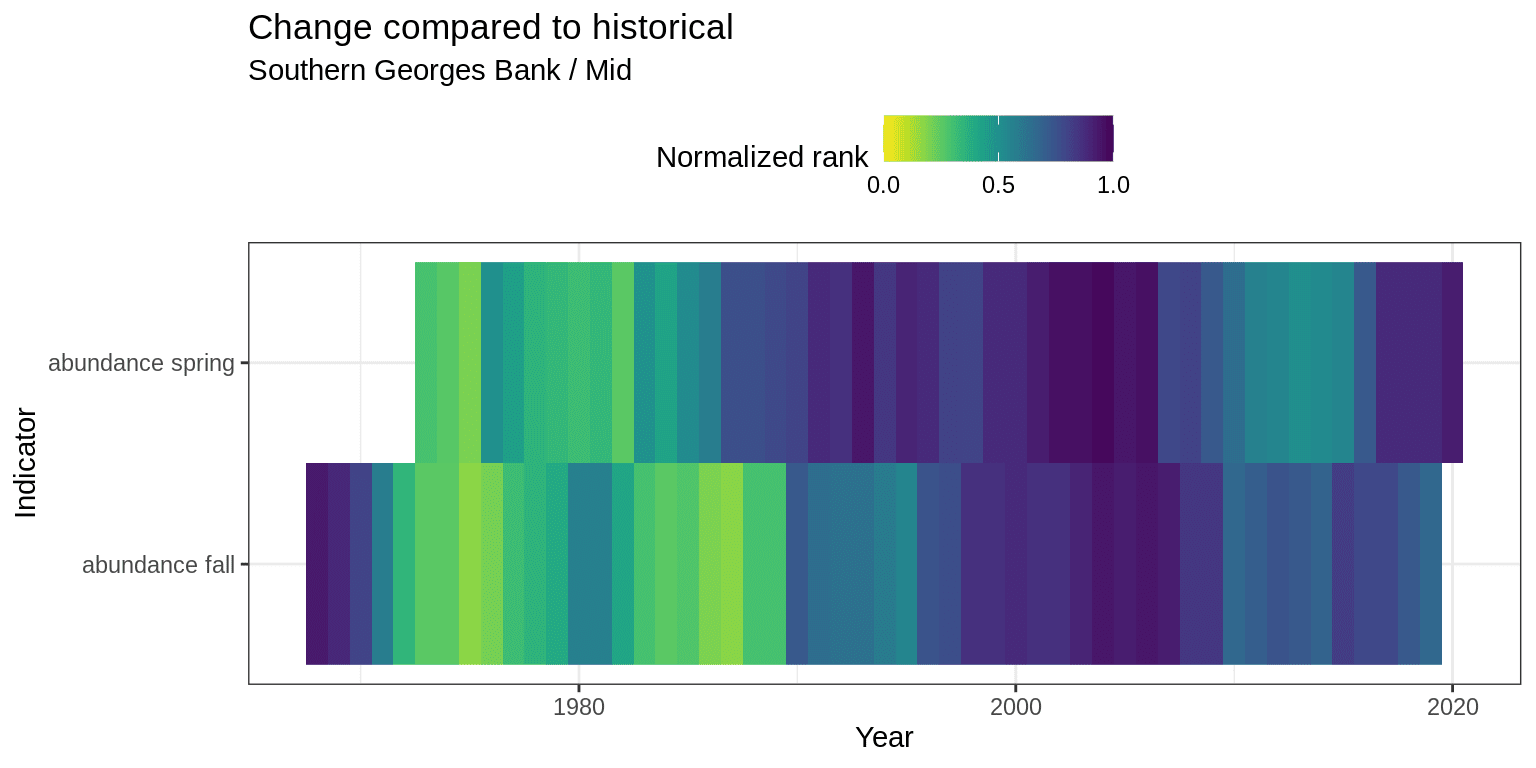 Change compared to historical
Southern Georges Bank / Mid
Normalized rank
0.0 0.5 1.0
abundance spring
abundance fall
Indicator
1980 2000 2020
Year